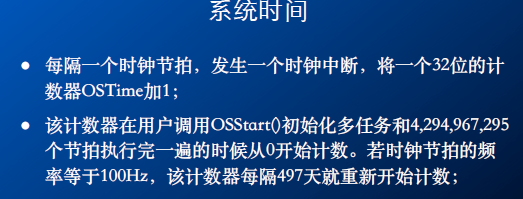 系统时间
● 每隔一个时钟节拍，发生一个时钟中断，将一个32位的计
数器OSTime加1；
● 该计数器在用户调用OSStart()初始化多任务和4,294,967,295
个节拍执行完一遍的时候从0开始计数。若时钟节拍的频
率等于100Hz，该计数器每隔497天就重新开始计数；